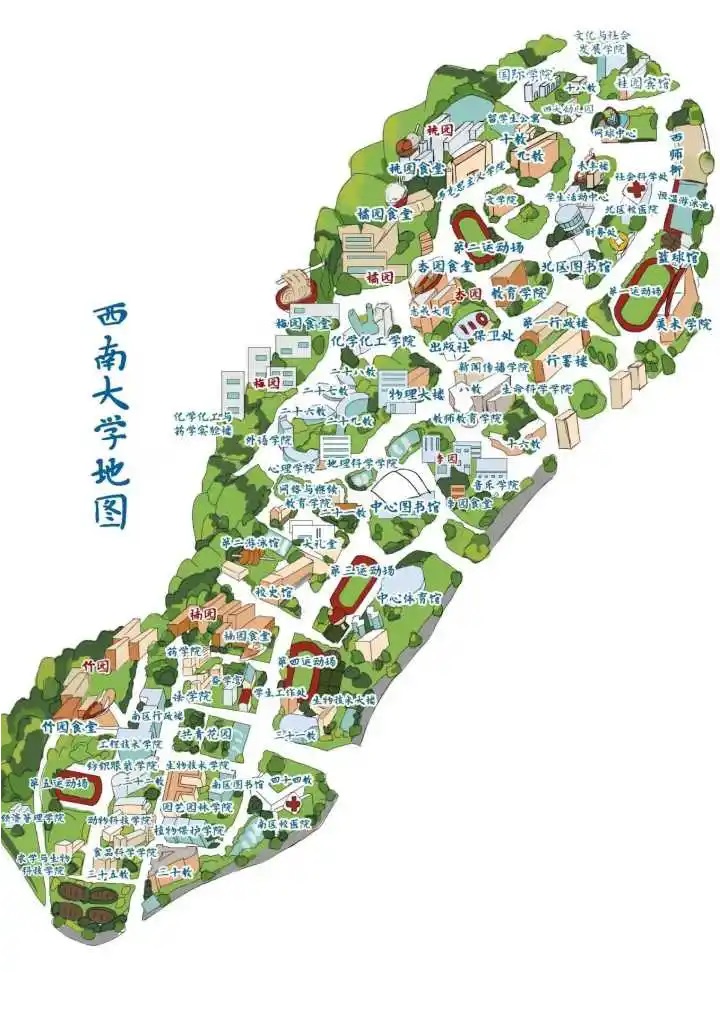 西南大学地图
文化与社会
发展学院
国际学院
十八教
桂园宾馆
西大幼儿园
留学生公寓
网球中心
西师街
桃园
十教
九教
桃园食堂
马克思主义学院
社会科学处
北区校医院
恒温游泳池
文学院
学生活动中心
橘园食堂
财务处
第二运动场
篮球馆
杏园食堂
北区图书馆
橘园
杏园
教育学院
第一运动场
志成大厦
梅园食堂
化学化工学院
出版社
保卫处
第一行政楼
美术学院
行署楼
新闻传播学院
二十八教
梅园
二十七教
物理大楼
八教
生命科学学院
化学化工与
药学实验楼
二十六教
二十九教
教师教育学院
外语学院
十六教
心理学院
地理科学学院
李园
音乐学院
网络与继续
教育学院
二十一教
中心图书馆
李园食堂
第二游泳馆
大礼堂
第三运动场
校史馆
中心体育馆
楠园
楠园食堂
竹园
药学院
第四运动场
蚕学宫
法学院
学生工作处
生物技术大楼
竹园食堂
南区行政楼
共青花园
三十一教
工程技术学院
纺织服装学院
生物技术学院
第五运动场
三十二教
南区图书馆
四十四教
园艺园林学院
经济管理学院
动物科技学院
植物保护学院
南区校医院
食品科学学院
农学与生物
科技学院
三十五教
三十教